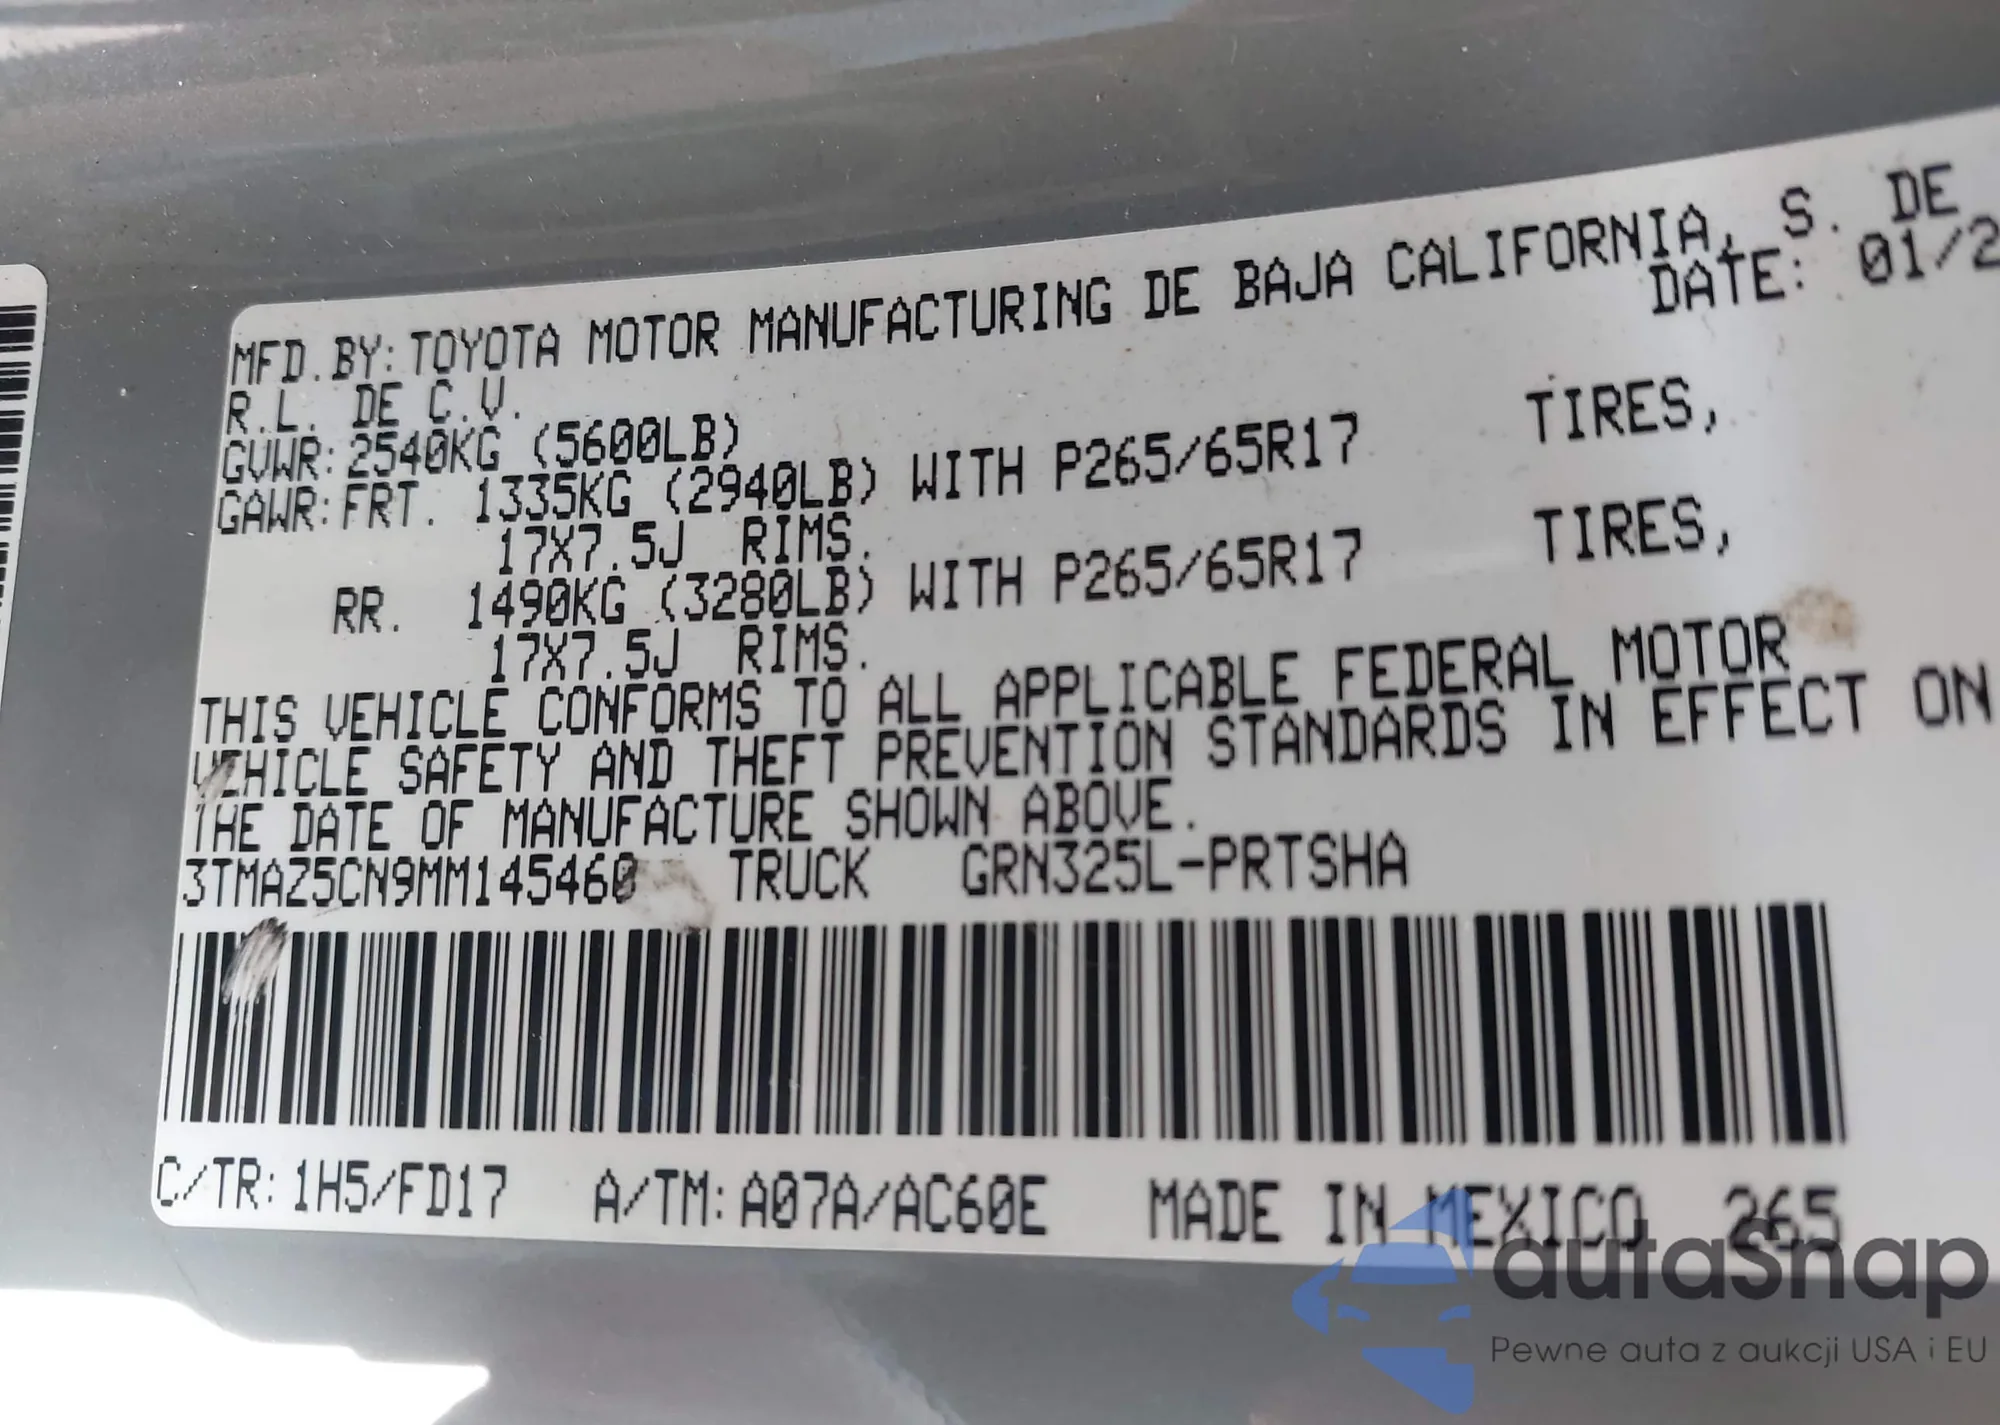 MFD.BY:TOYOTA MOTOR MANUFACTURING DE BAJA CALIFORNIA, S. DE
R.L. DE C.V. DATE: 01/2
GVWR:2540KG (5600LB)
GAWR:FRT. 1335KG (2940LB) WITH P265/65R17 TIRES,
17X7.5J RIMS.
RR. 1490KG (3280LB) WITH P265/65R17 TIRES,
17X7.5J RIMS.
THIS VEHICLE CONFORMS TO ALL APPLICABLE FEDERAL MOTOR
VEHICLE SAFETY AND THEFT PREVENTION STANDARDS IN EFFECT ON
THE DATE OF MANUFACTURE SHOWN ABOVE.
3TMAZ5CN9MM145460 TRUCK GRN325L-PRTSHA
C/TR:1H5/FD17 A/TM:A07A/AC60E MADE IN MEXICO 265
autaSnap
Pewne auta z aukcji USA i EU